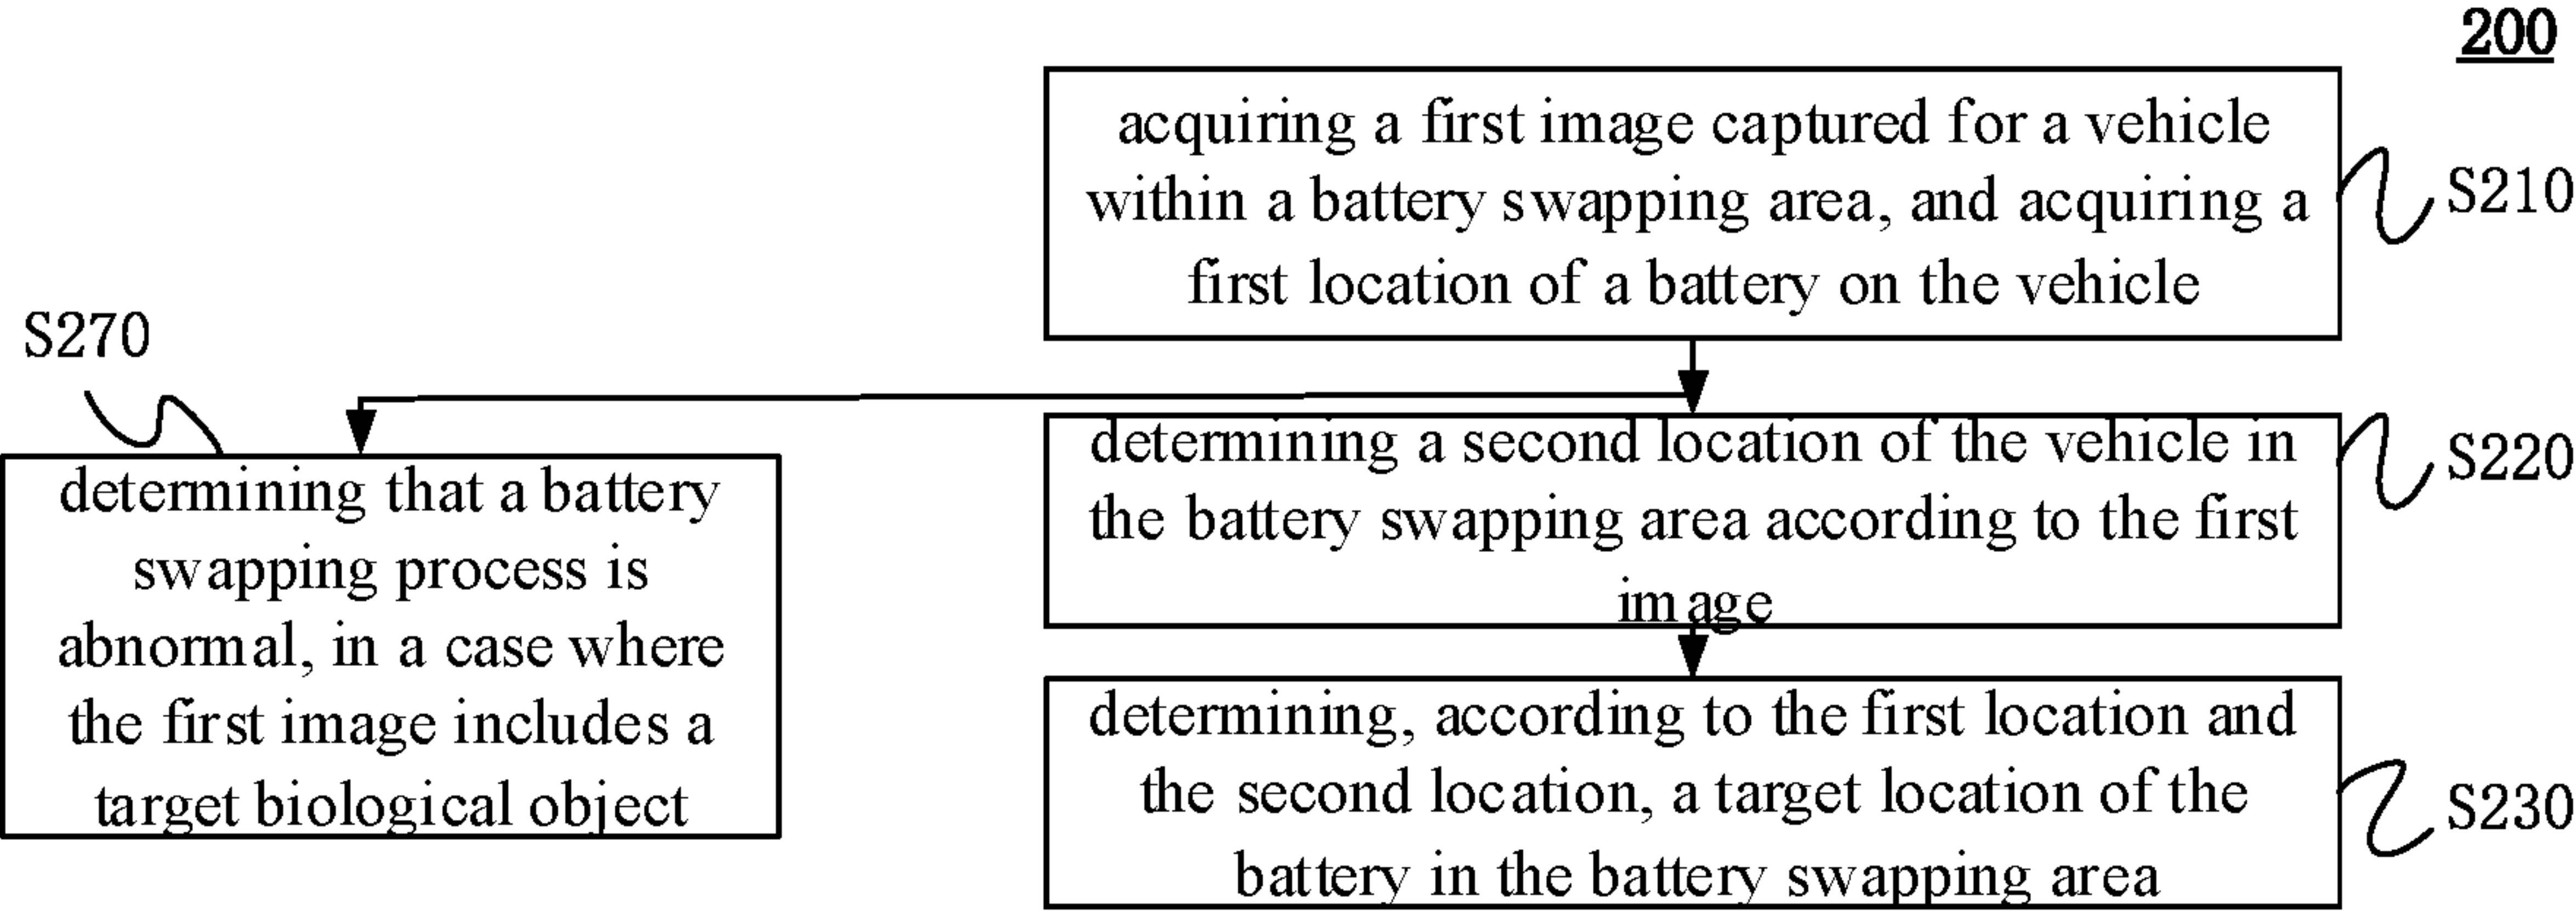 200
acquiring a first image captured for a vehicle
within a battery swapping area, and acquiring a
first location of a battery on the vehicle
S210
S270
determining that a battery
swapping process is
abnormal, in a case where
the first image includes a
target biological object
determining a second location of the vehicle in
the battery swapping area according to the first
image
S220
determining, according to the first location and
the second location, a target location of the
battery in the battery swapping area
S230